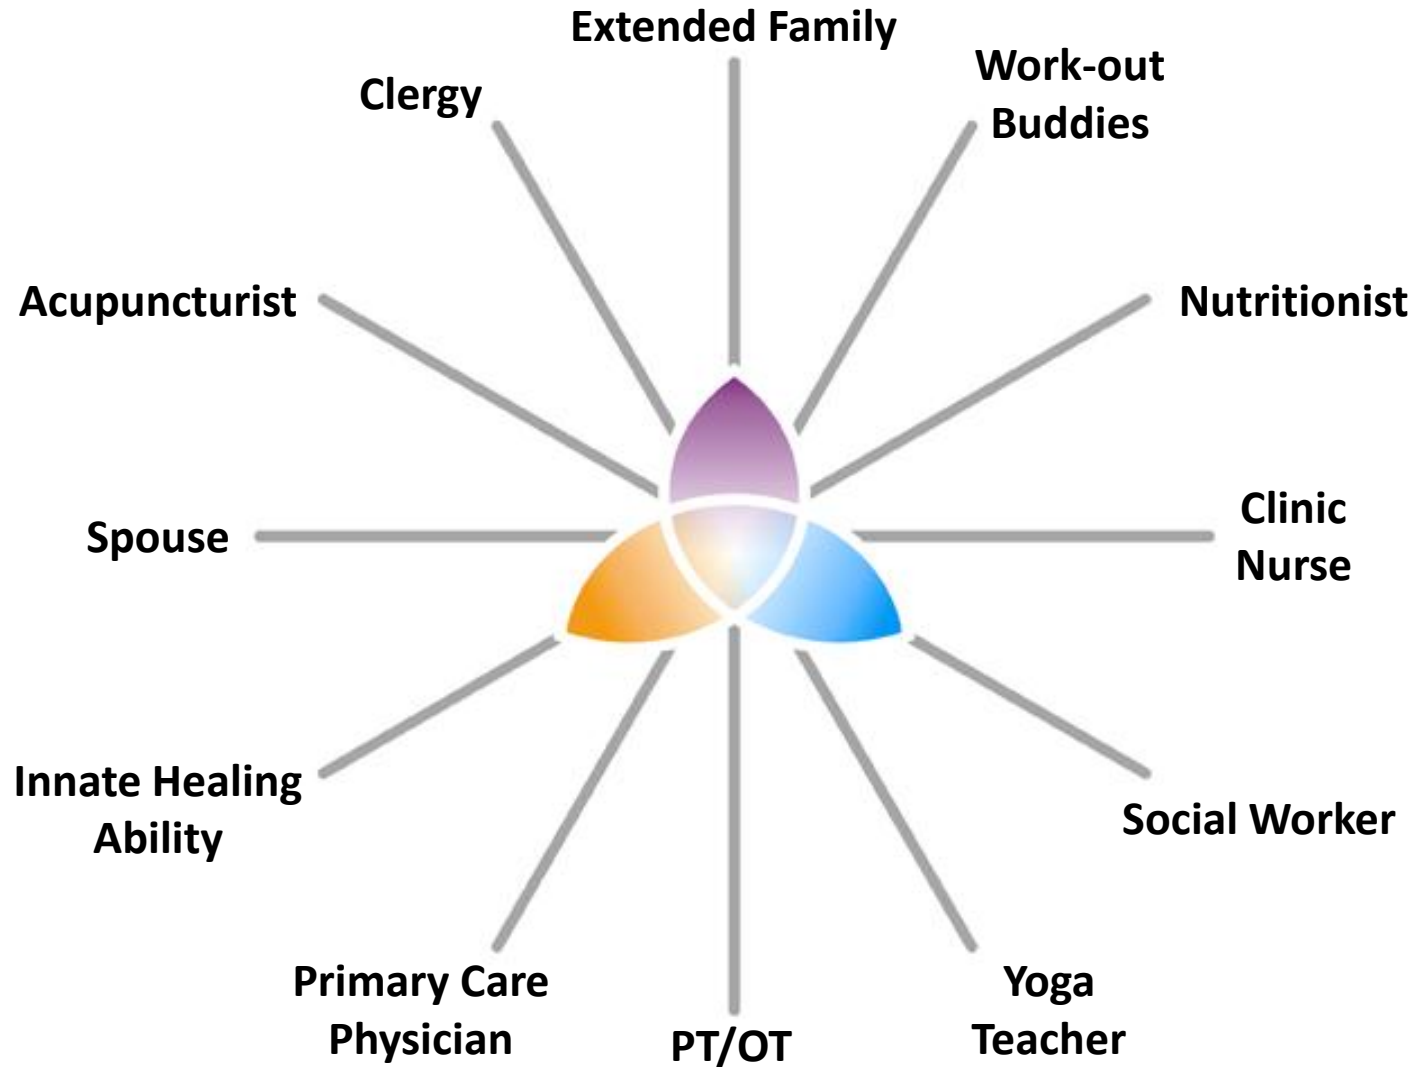 Extended Family
Work-out
Buddies
Clergy
Acupuncturist
Nutritionist
Spouse
Clinic
Nurse
Innate Healing
Ability
Social Worker
Primary Care
Physician
PT/OT
Yoga
Teacher